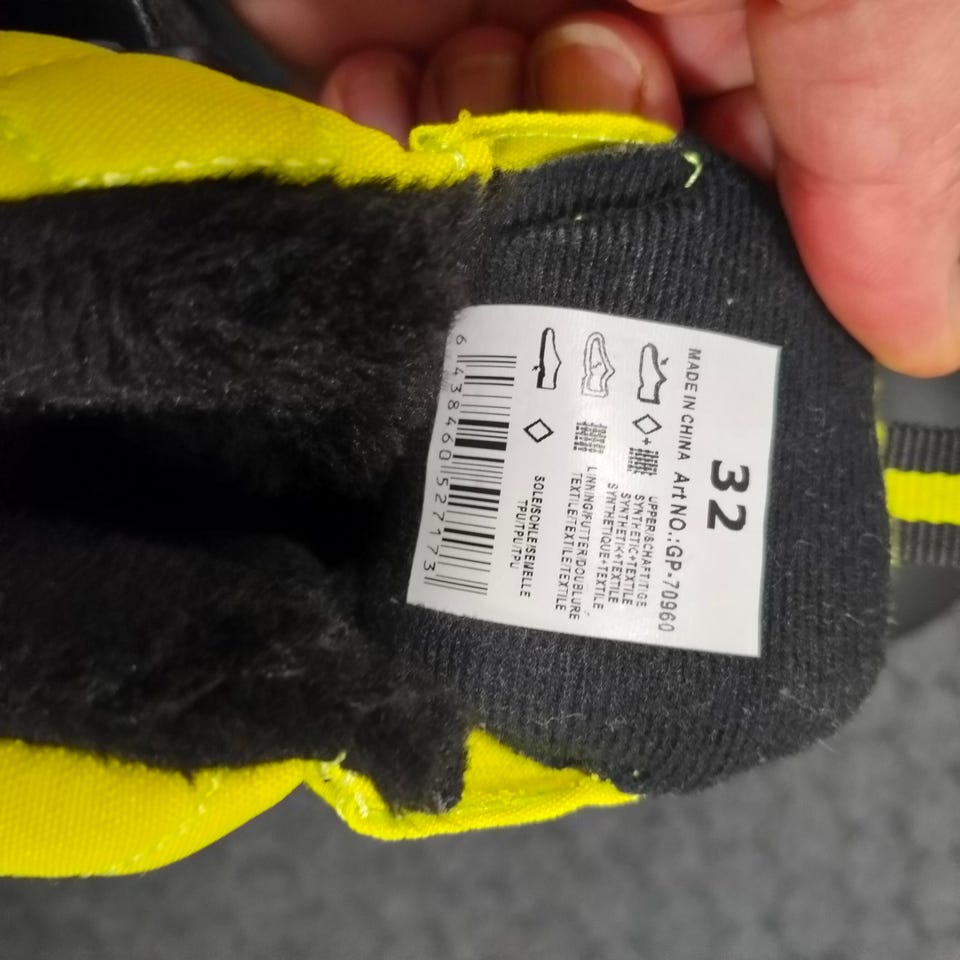 32
MADE IN CHINA Art NO.:GP-70960
UPPER/SCHAFT/TIGE
SYNTHETIC+TEXTILE
SYNTHETIK+TEXTILE
SYNTHETIQUE+TEXTILE
LINNING/FUTTER/DOUBLURE
TEXTILE/TEXTILE/TEXTILE
SOLE/SOHLE/SEMELLE
TPU/TPU/TPU
6 438460 527173